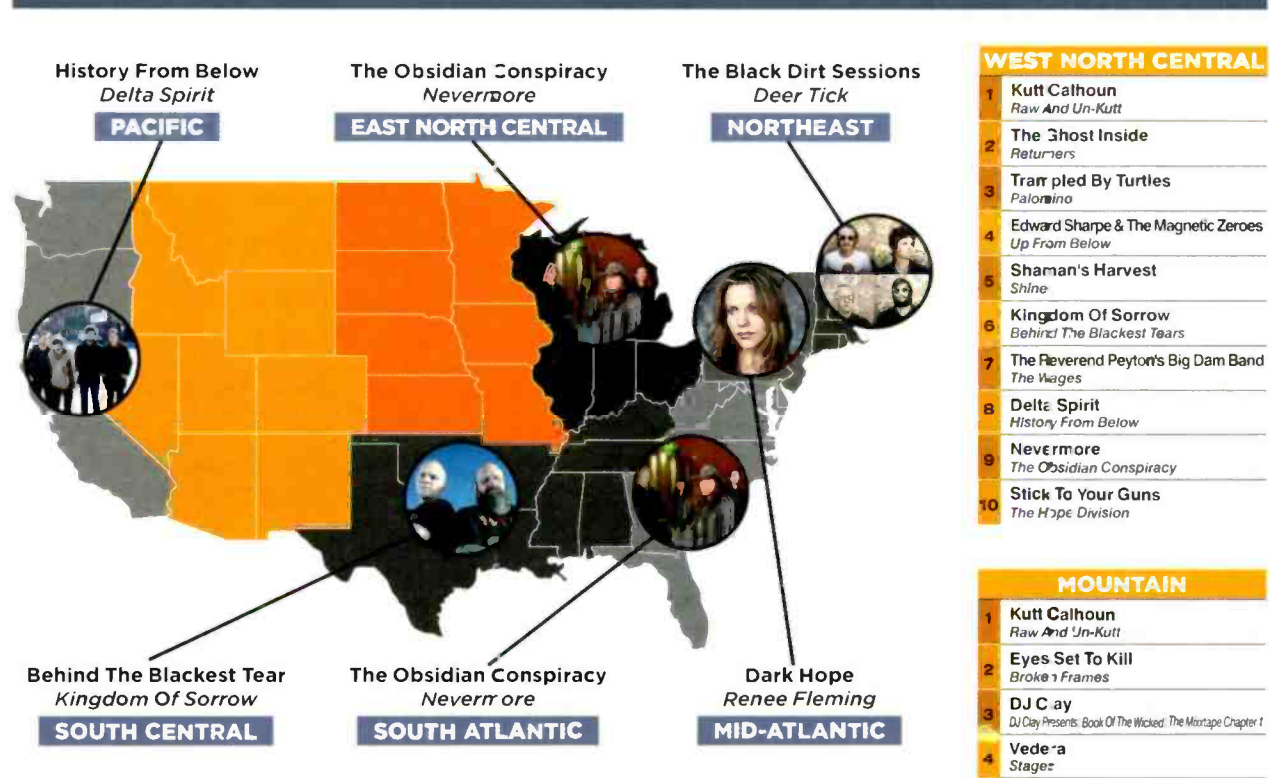 History From Below
Delta Spirit
PACIFIC
The Obsidian Conspiracy
Nevermore
EAST NORTH CENTRAL
The Black Dirt Sessions
Deer Tick
NORTHEAST
Behind The Blackest Tear
Kingdom Of Sorrow
SOUTH CENTRAL
The Obsidian Conspiracy
Nevermore
SOUTH ATLANTIC
Dark Hope
Renee Fleming
MID-ATLANTIC
WEST NORTH CENTRAL
1 Kutt Calhoun
Raw And Un-Kutt
2 The Ghost Inside
Returners
3 Trampled By Turtles
Palomino
4 Edward Sharpe & The Magnetic Zeroes
Up From Below
5 Shaman's Harvest
Shine
6 Kingdom Of Sorrow
Behind The Blackest Tears
7 The Reverend Peyton's Big Dam Band
The Wages
8 Delta Spirit
History From Below
9 Nevermore
The Obsidian Conspiracy
10 Stick To Your Guns
The Hope Division
MOUNTAIN
1 Kutt Calhoun
Raw And Un-Kutt
2 Eyes Set To Kill
Broken Frames
3 DJ Clay
DJ Clay Presents: Book Of The Wicked: The Mixxtape Chapter 1
4 Vedera
Stages